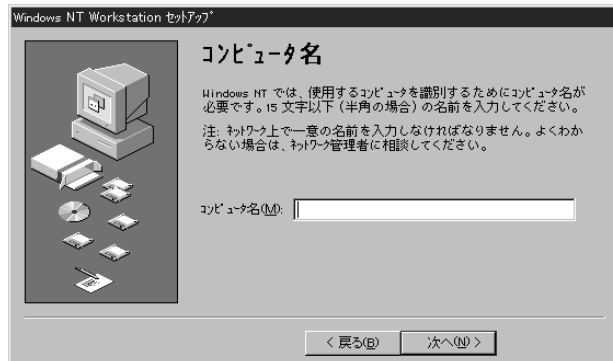 Windows NT Workstation ｾｯﾄｱｯﾌﾟ
コンピュータ名
Windows NT では、使用するｺﾝﾋﾟｭｰﾀを識別するためにｺﾝﾋﾟｭｰﾀ名が
必要です。15 文字以下（半角の場合）の名前を入力してください。
注: ﾈｯﾄﾜｰｸ上で一意の名前を入力しなければなりません。よくわか
らない場合は、ﾈｯﾄﾜｰｸ管理者に相談してください。
ｺﾝﾋﾟｭｰﾀ名(M):
< 戻る(B)
次へ(N) >